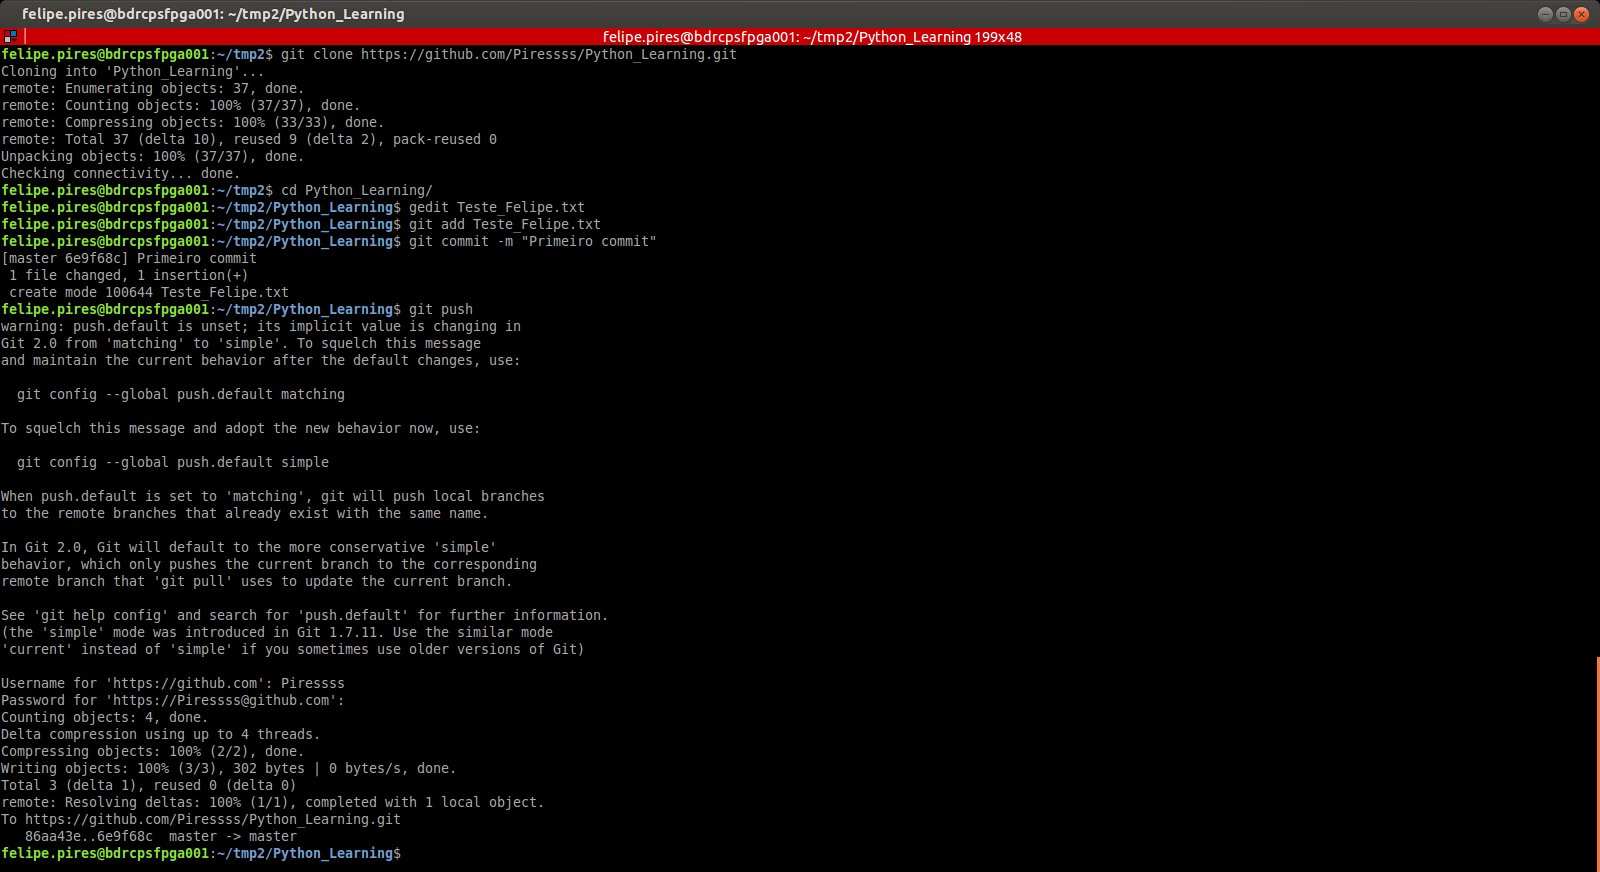 felipe.pires@bdrcpsfpga001: ~/tmp2/Python_Learning
felipe.pires@bdrcpsfpga001: ~/tmp2/Python_Learning 199x48
felipe.pires@bdrcpsfpga001:~/tmp2$ git clone https://github.com/Piressss/Python_Learning.git
Cloning into 'Python_Learning'...
remote: Enumerating objects: 37, done.
remote: Counting objects: 100% (37/37), done.
remote: Compressing objects: 100% (33/33), done.
remote: Total 37 (delta 10), reused 9 (delta 2), pack-reused 0
Unpacking objects: 100% (37/37), done.
Checking connectivity... done.
felipe.pires@bdrcpsfpga001:~/tmp2$ cd Python_Learning/
felipe.pires@bdrcpsfpga001:~/tmp2/Python_Learning$ gedit Teste_Felipe.txt
felipe.pires@bdrcpsfpga001:~/tmp2/Python_Learning$ git add Teste_Felipe.txt
felipe.pires@bdrcpsfpga001:~/tmp2/Python_Learning$ git commit -m "Primeiro commit"
[master 6e9f68c] Primeiro commit
 1 file changed, 1 insertion(+)
 create mode 100644 Teste_Felipe.txt
felipe.pires@bdrcpsfpga001:~/tmp2/Python_Learning$ git push
warning: push.default is unset; its implicit value is changing in
Git 2.0 from 'matching' to 'simple'. To squelch this message
and maintain the current behavior after the default changes, use:

  git config --global push.default matching

To squelch this message and adopt the new behavior now, use:

  git config --global push.default simple

When push.default is set to 'matching', git will push local branches
to the remote branches that already exist with the same name.

In Git 2.0, Git will default to the more conservative 'simple'
behavior, which only pushes the current branch to the corresponding
remote branch that 'git pull' uses to update the current branch.

See 'git help config' and search for 'push.default' for further information.
(the 'simple' mode was introduced in Git 1.7.11. Use the similar mode
'current' instead of 'simple' if you sometimes use older versions of Git)

Username for 'https://github.com': Piressss
Password for 'https://Piressss@github.com':
Counting objects: 4, done.
Delta compression using up to 4 threads.
Compressing objects: 100% (2/2), done.
Writing objects: 100% (3/3), 302 bytes | 0 bytes/s, done.
Total 3 (delta 1), reused 0 (delta 0)
remote: Resolving deltas: 100% (1/1), completed with 1 local object.
To https://github.com/Piressss/Python_Learning.git
   86aa43e..6e9f68c  master -> master
felipe.pires@bdrcpsfpga001:~/tmp2/Python_Learning$